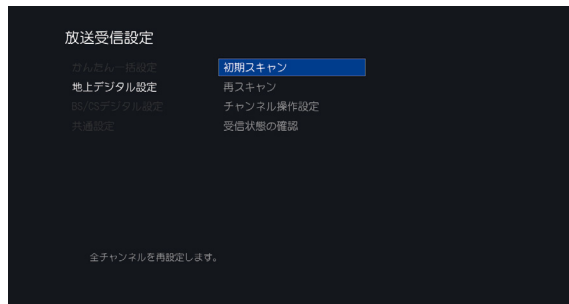 放送受信設定
かんたん一括設定
地上デジタル設定
BS/CSデジタル設定
共通設定
初期スキャン
再スキャン
チャンネル操作設定
受信状態の確認
全チャンネルを再設定します。